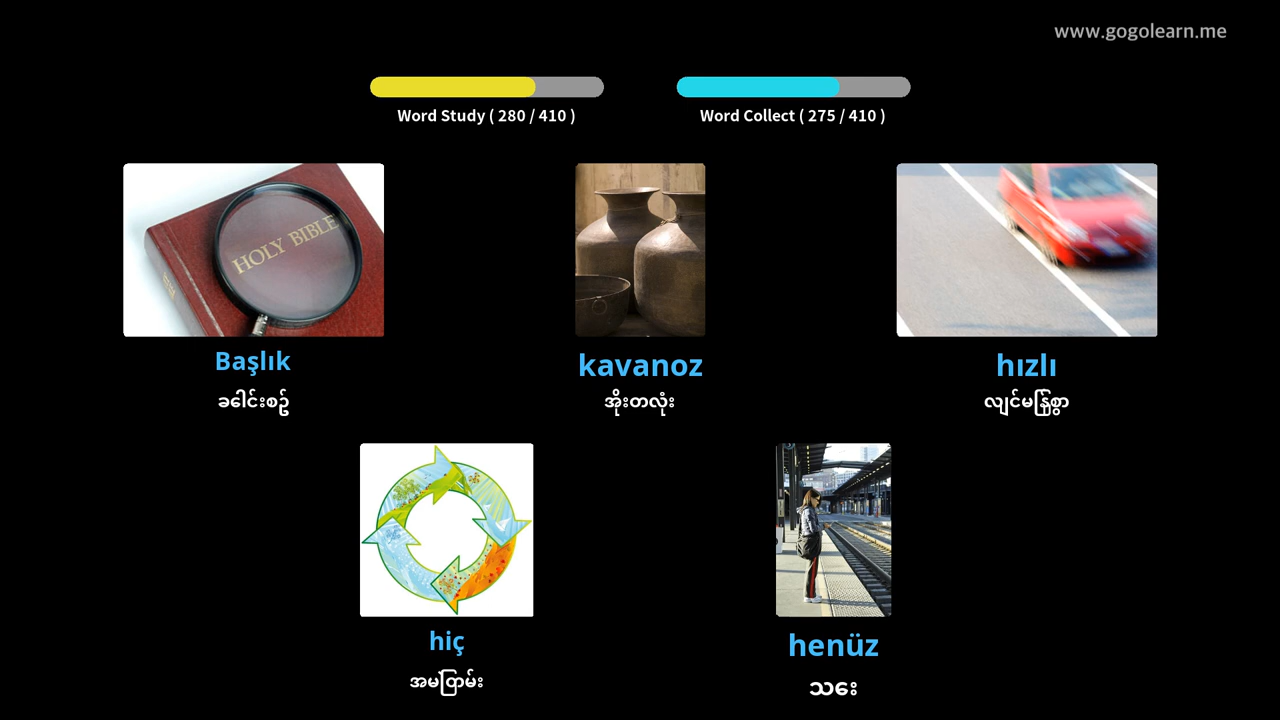 www.gogolearn.me
Word Study ( 280 / 410 )
Word Collect ( 275 / 410 )
HOLY BIBLE
Başlık
kavanoz
hızlı
ခေါင်းစဉ်
အိုးတလုံး
လျင်မြန်စွာ
hiç
henüz
အမြဲတမ်း
သေး